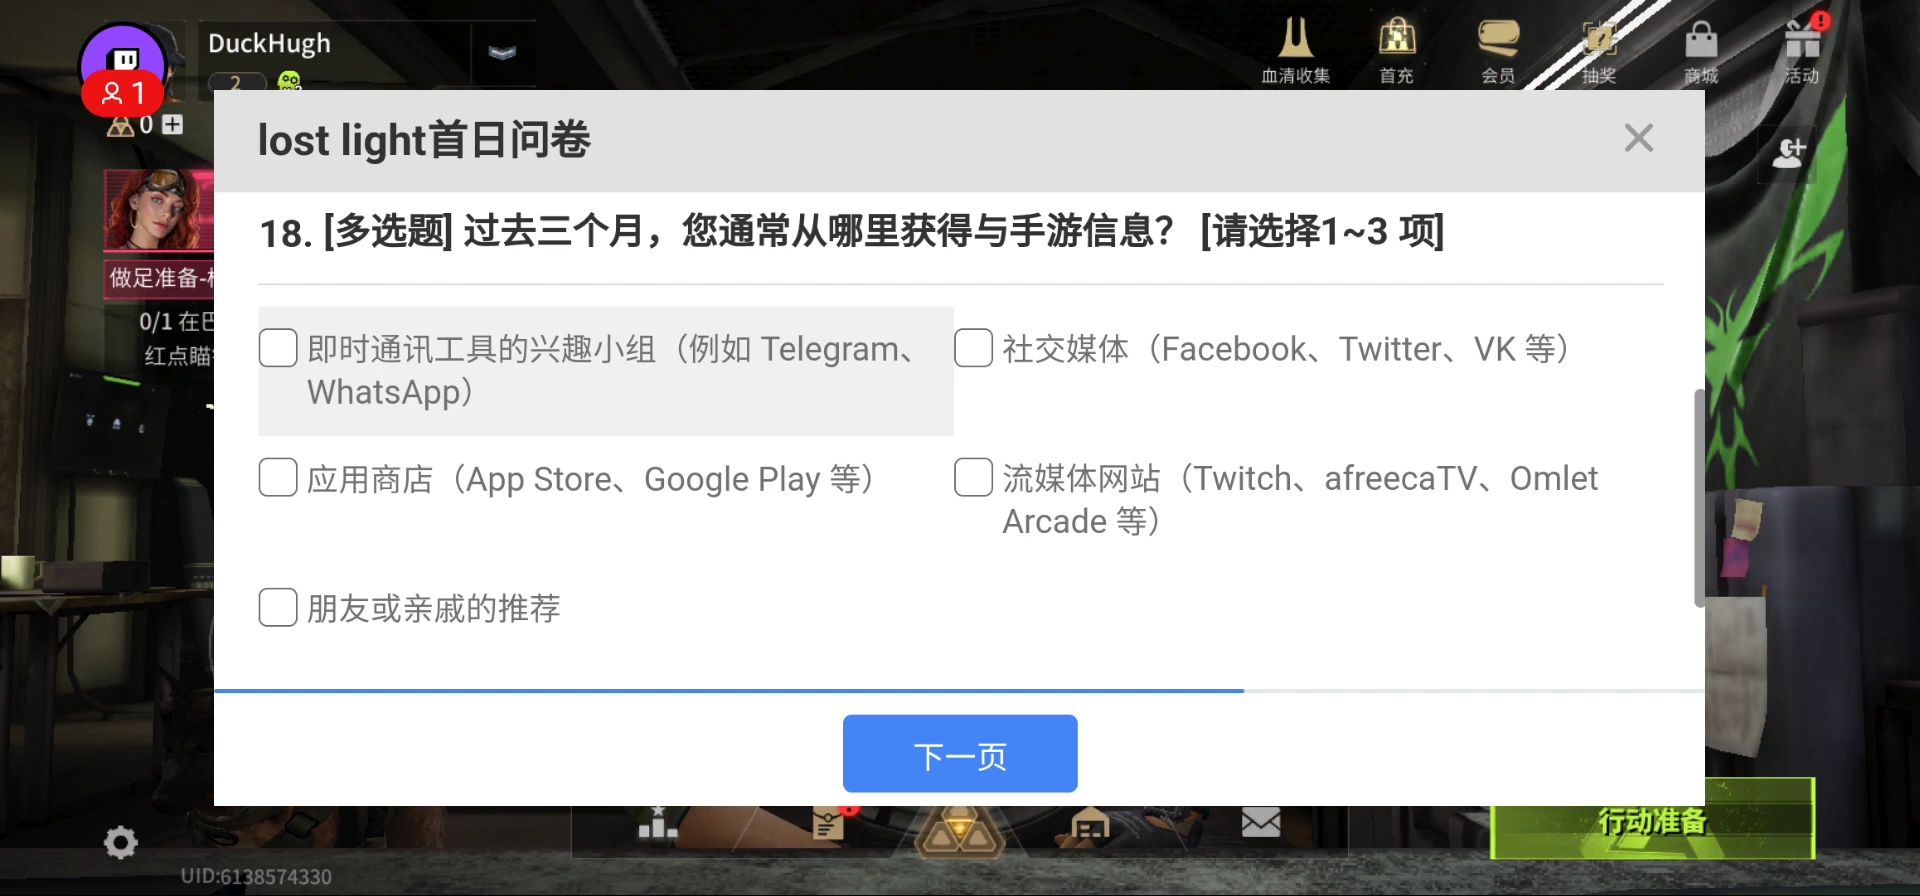 DuckHugh
2
1
0
血清收集
首充
会员
抽奖
商城
活动
lost light首日问卷
18. [多选题] 过去三个月，您通常从哪里获得与手游信息？ [请选择1~3 项]
做足准备-
0/1 在巴
红点瞄
即时通讯工具的兴趣小组（例如 Telegram、
WhatsApp）
社交媒体（Facebook、Twitter、VK 等）
应用商店（App Store、Google Play 等）
流媒体网站（Twitch、afreecaTV、Omlet
Arcade 等）
朋友或亲戚的推荐
下一页
行动准备
UID:6138574330